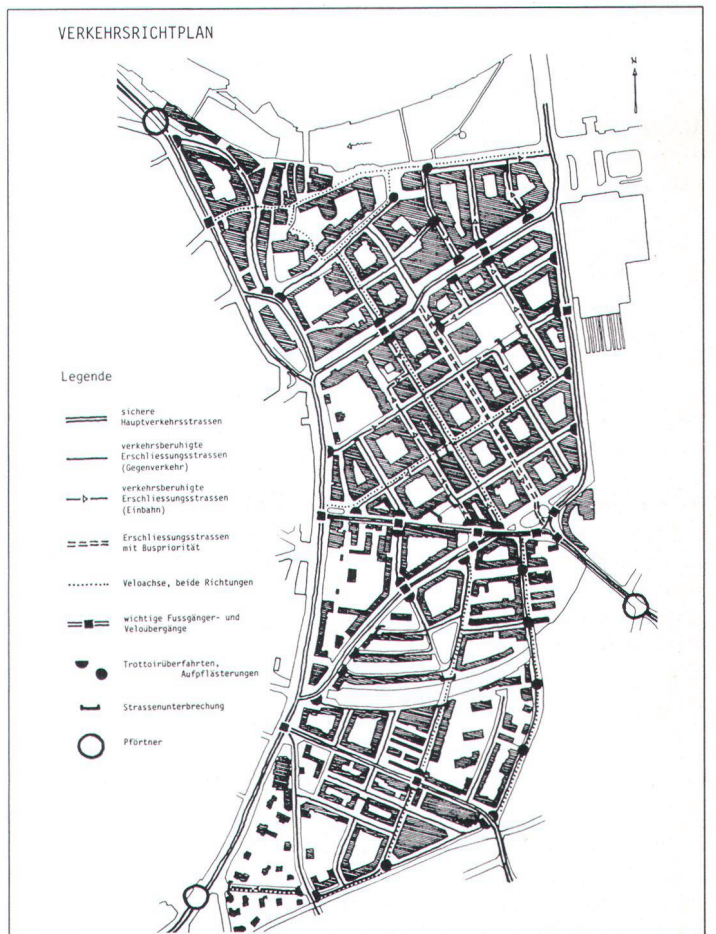 VERKEHRSRICHTPLAN
N
Legende
sichere
Hauptverkehrsstrassen
verkehrsberuhigte
Erschliessungsstrassen
(Gegenverkehr)
verkehrsberuhigte
Erschliessungsstrassen
(Einbahn)
Erschliessungsstrassen
mit Buspriorität
Veloachse, beide Richtungen
wichtige Fussgänger- und
Veloübergänge
Trottoirüberfahrten,
Aufpflästerungen
Strassenunterbrechung
Pförtner